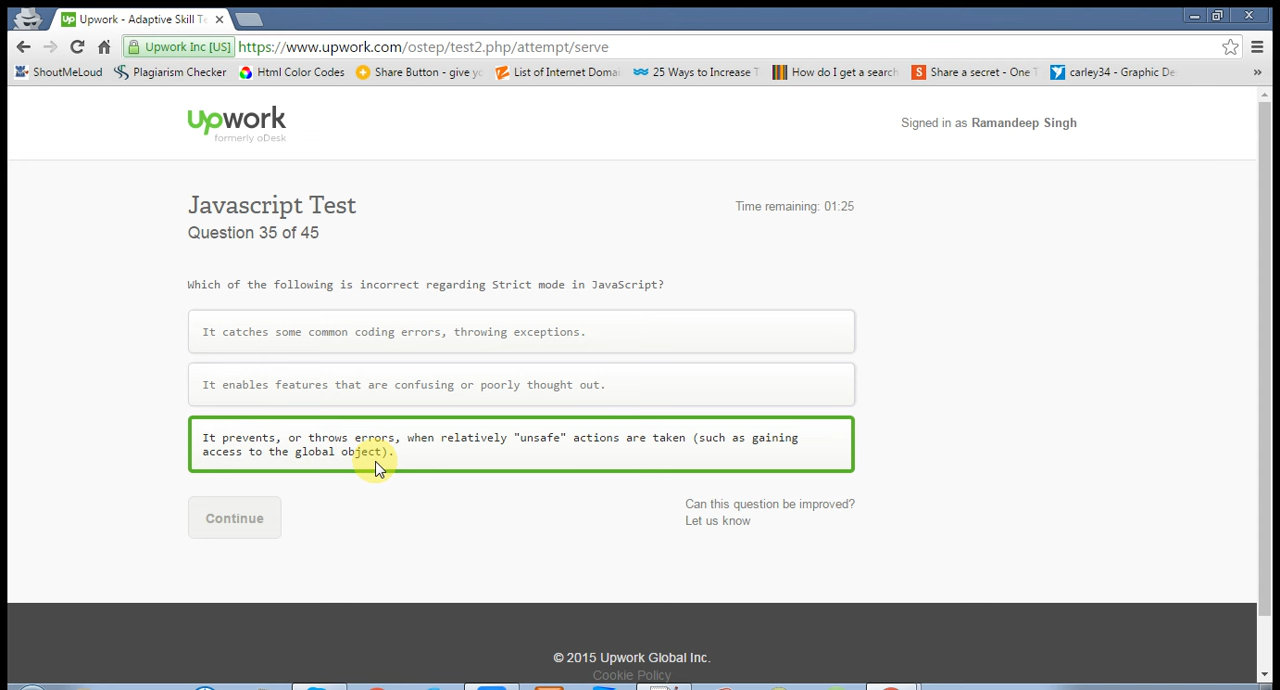 Upwork - Adaptive Skill Te
Upwork Inc [US]
https://www.upwork.com/ostep/test2.php/attempt/serve
ShoutMeLoud
Plagiarism Checker
Html Color Codes
Share Button - give yo
List of Internet Domai
25 Ways to Increase T
How do I get a search
Share a secret - One T
carley34 - Graphic De
»
upwork
formerly oDesk
Signed in as Ramandeep Singh
Javascript Test
Time remaining: 01:25
Question 35 of 45
Which of the following is incorrect regarding Strict mode in JavaScript?
It catches some common coding errors, throwing exceptions.
It enables features that are confusing or poorly thought out.
It prevents, or throws errors, when relatively "unsafe" actions are taken (such as gaining
access to the global object).
Continue
Can this question be improved?
Let us know
© 2015 Upwork Global Inc.
Cookie Policy